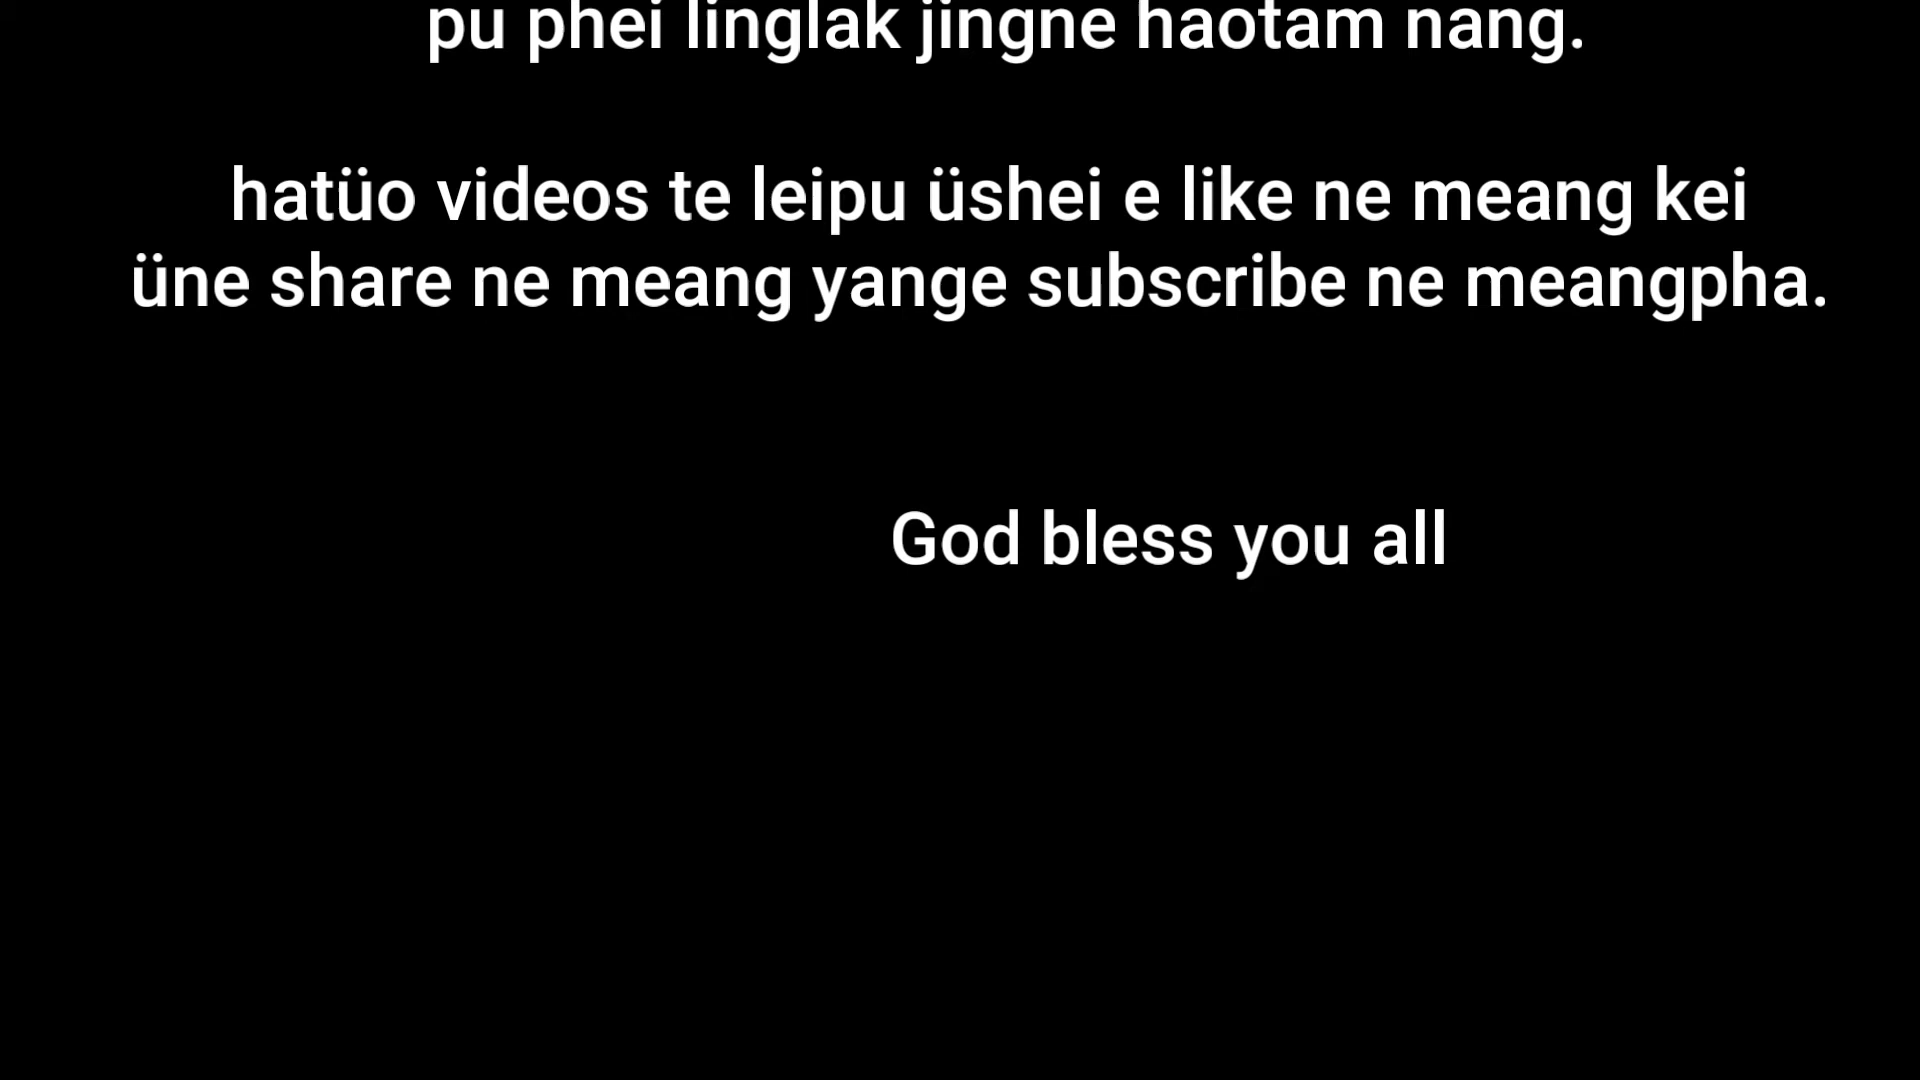 pu phei linglak jingne haotam nang.
hatüo videos te leipu üshei e like ne meang kei
üne share ne meang yange subscribe ne meangpha.
God bless you all